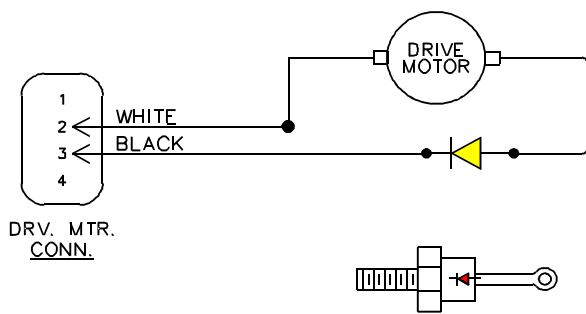 DRIVE
MOTOR
1
2
WHITE
3
BLACK
4
DRV. MTR.
CONN.